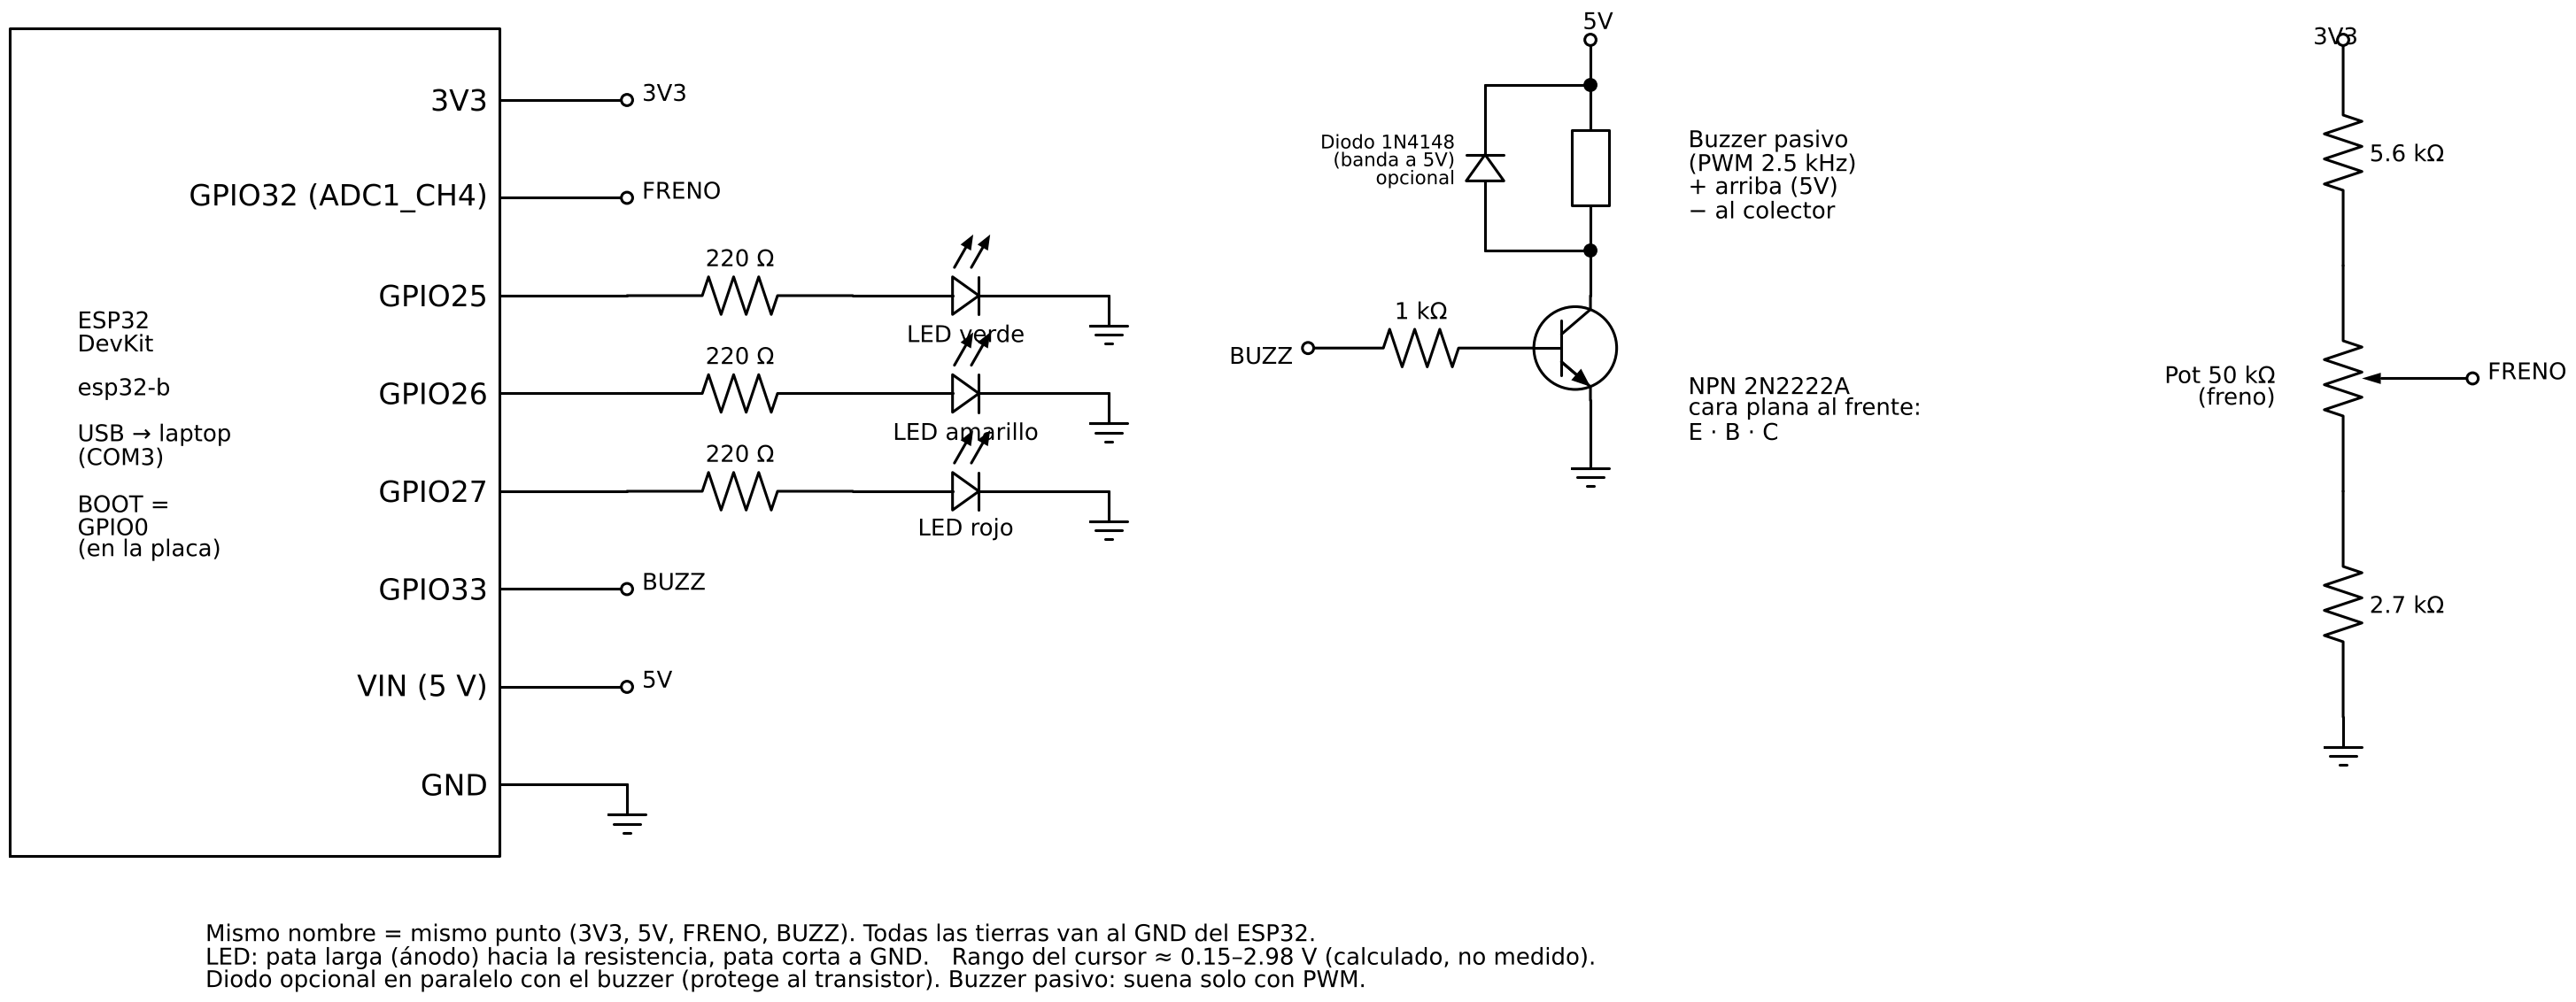 3V3
3V3
GPIO32 (ADC1_CH4)
FRENO
GPIO25
220 Ω
LED verde
GPIO26
220 Ω
LED amarillo
GPIO27
220 Ω
LED rojo
GPIO33
BUZZ
VIN (5 V)
5V
GND
ESP32
DevKit
esp32-b
USB → laptop
(COM3)
BOOT =
GPIO0
(en la placa)
5V
Diodo 1N4148
(banda a 5V)
opcional
Buzzer pasivo
(PWM 2.5 kHz)
+ arriba (5V)
− al colector
BUZZ
1 kΩ
NPN 2N2222A
cara plana al frente:
E · B · C
3V3
5.6 kΩ
Pot 50 kΩ
(freno)
FRENO
2.7 kΩ
Mismo nombre = mismo punto (3V3, 5V, FRENO, BUZZ). Todas las tierras van al GND del ESP32.
LED: pata larga (ánodo) hacia la resistencia, pata corta a GND.   Rango del cursor ≈ 0.15–2.98 V (calculado, no medido).
Diodo opcional en paralelo con el buzzer (protege al transistor). Buzzer pasivo: suena solo con PWM.